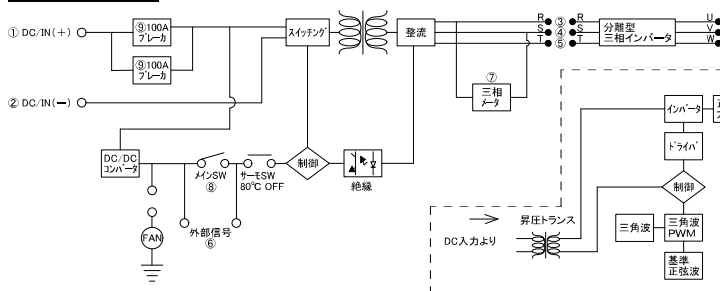 ① DC/IN(+)
⑨100A
ブレーカ
⑨100A
ブレーカ
② DC/IN(−)
スイッチング
整流
R ③ R
S ④ S
T ⑤ T
分離型
三相インバータ
U
V
W
⑦
三相
メータ
DC/DC
コンバータ
メインSW
⑧
サーモSW
80℃ OFF
制御
絶縁
外部信号
⑥
FAN
DC入力より
昇圧トランス
インバータ
ドライバ
制御
三角波
三角波
PWM
基準
正弦波